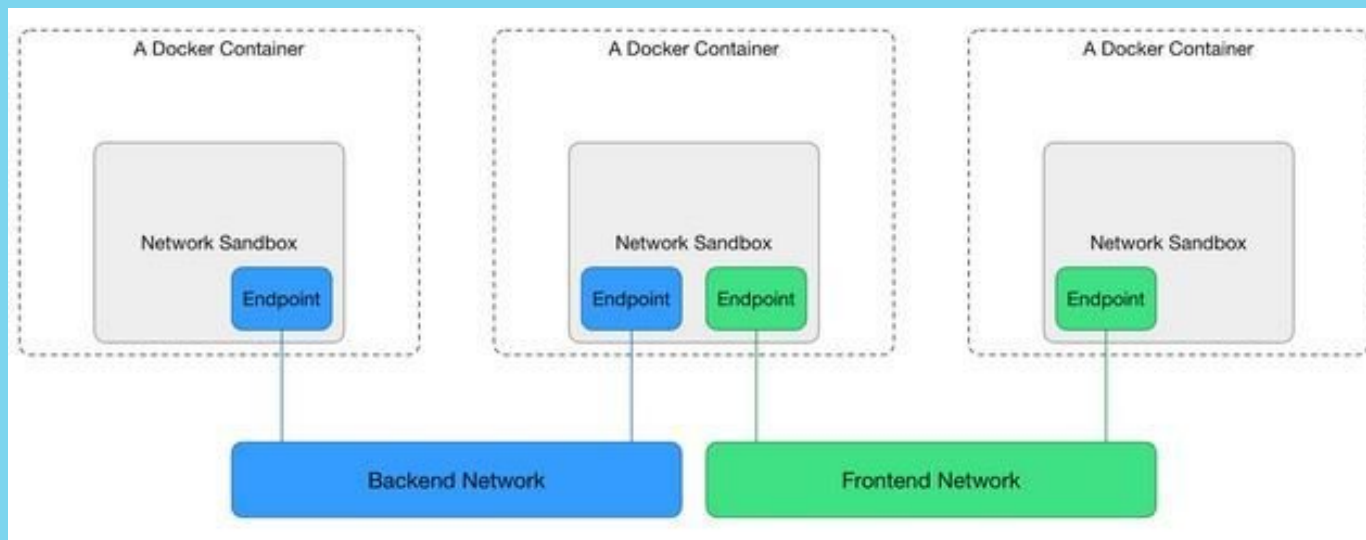 A Docker Container
A Docker Container
A Docker Container
Network Sandbox
Network Sandbox
Network Sandbox
Endpoint
Endpoint
Endpoint
Endpoint
Backend Network
Frontend Network